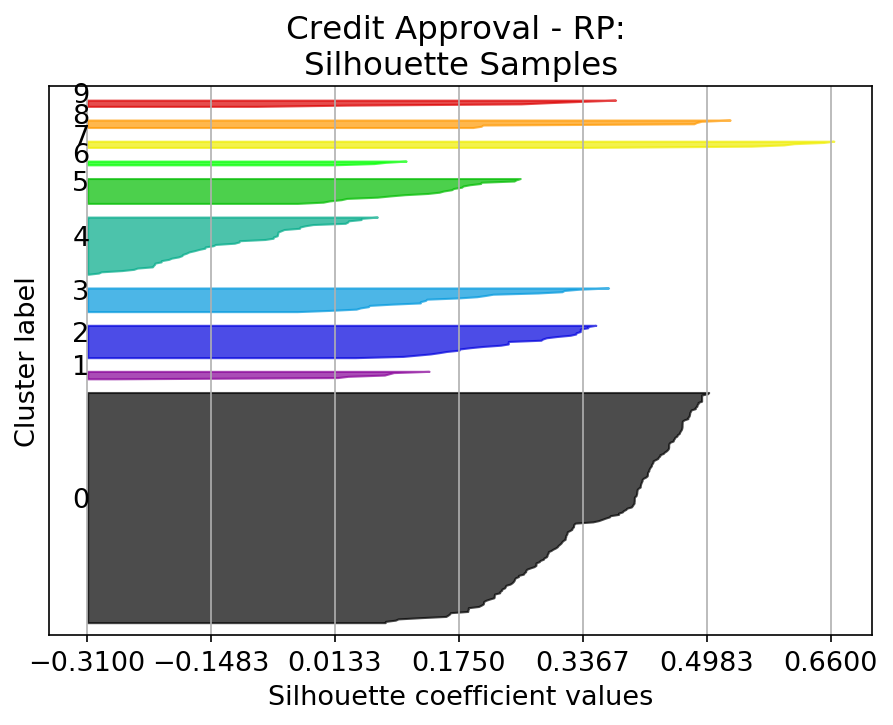 Credit Approval - RP:
Silhouette Samples
9
8
7
6
5
4
3
2
1
0
Cluster label
−0.3100 −0.1483 0.0133 0.1750 0.3367 0.4983 0.6600
Silhouette coefficient values